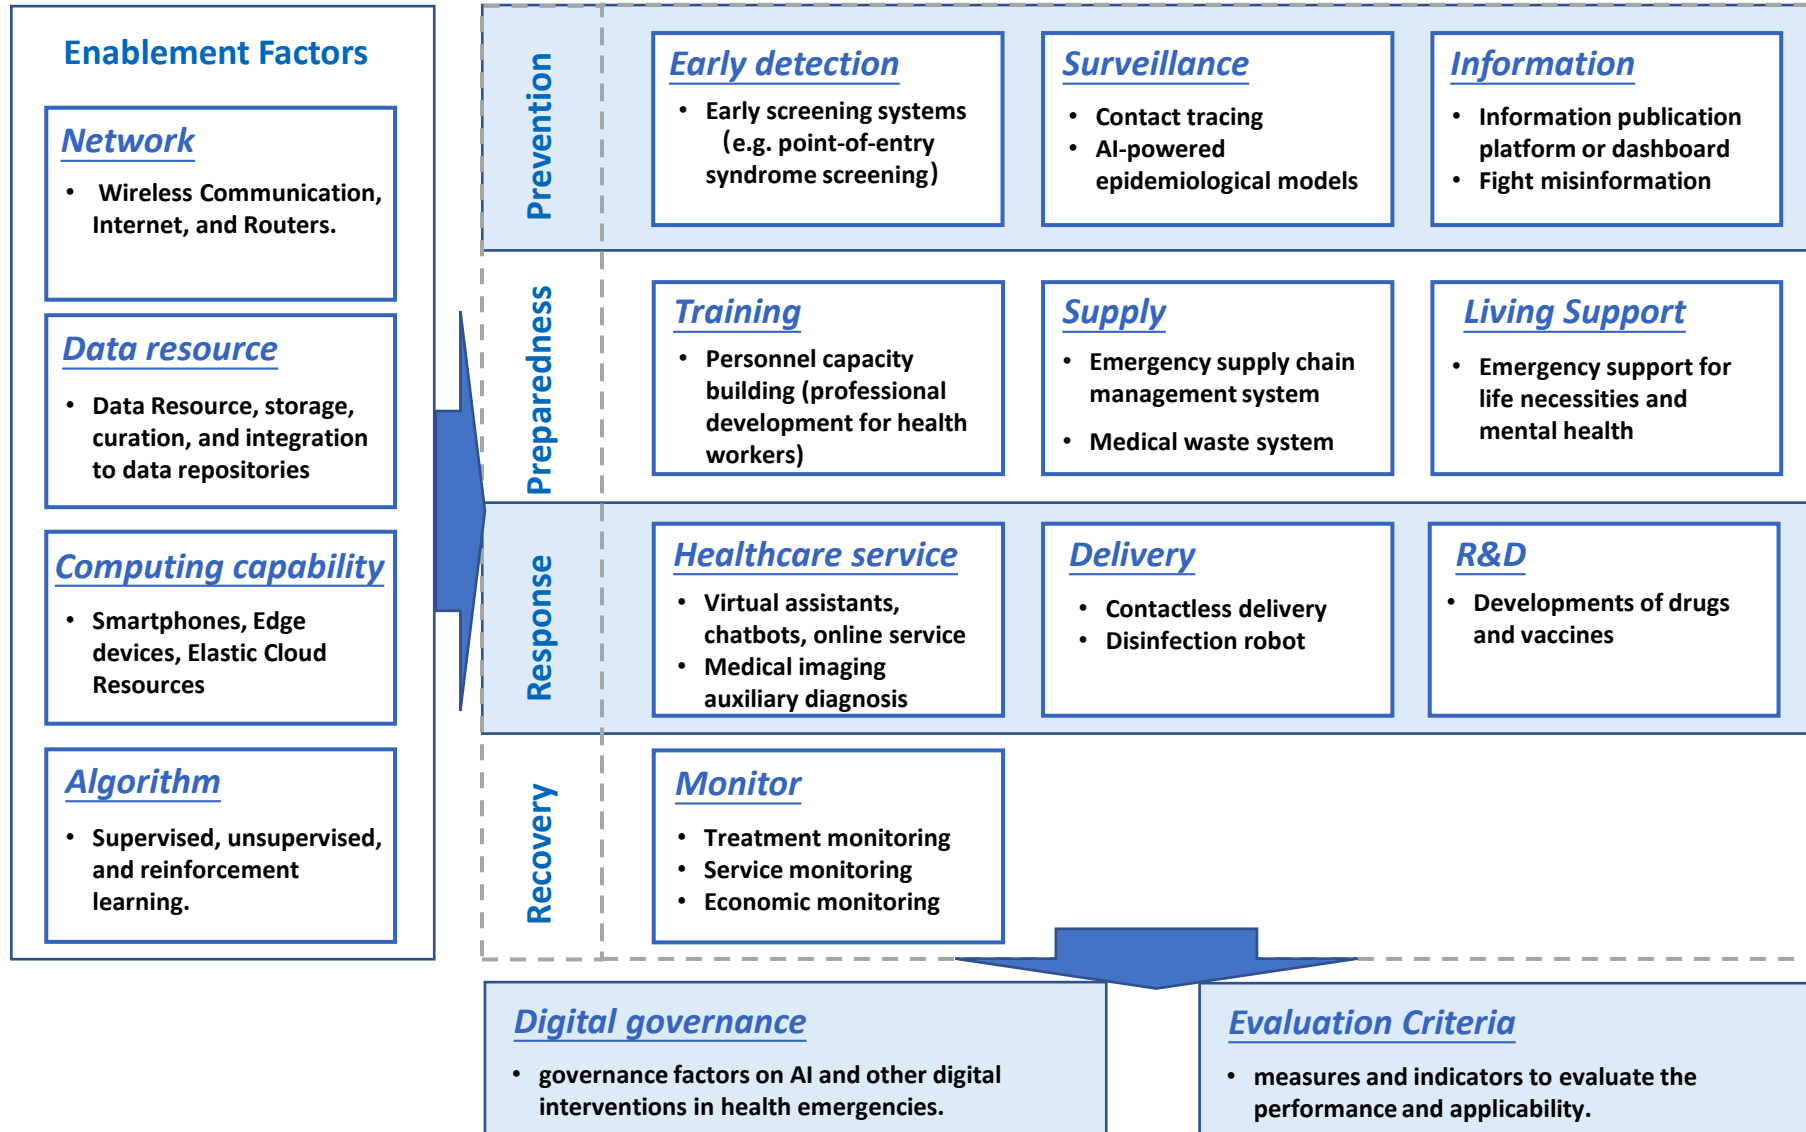 Enablement Factors
Network
• Wireless Communication,
Internet, and Routers.
Data resource
• Data Resource, storage,
curation, and integration
to data repositories
Computing capability
• Smartphones, Edge
devices, Elastic Cloud
Resources
Algorithm
• Supervised, unsupervised,
and reinforcement
learning.
Prevention
Early detection
• Early screening systems
(e.g. point-of-entry
syndrome screening)
Surveillance
• Contact tracing
• AI-powered
epidemiological models
Information
• Information publication
platform or dashboard
• Fight misinformation
Preparedness
Training
• Personnel capacity
building (professional
development for health
workers)
Supply
• Emergency supply chain
management system
• Medical waste system
Living Support
• Emergency support for
life necessities and
mental health
Response
Healthcare service
• Virtual assistants,
chatbots, online service
• Medical imaging
auxiliary diagnosis
Delivery
• Contactless delivery
• Disinfection robot
R&D
• Developments of drugs
and vaccines
Recovery
Monitor
• Treatment monitoring
• Service monitoring
• Economic monitoring
Digital governance
• governance factors on AI and other digital
interventions in health emergencies.
Evaluation Criteria
• measures and indicators to evaluate the
performance and applicability.